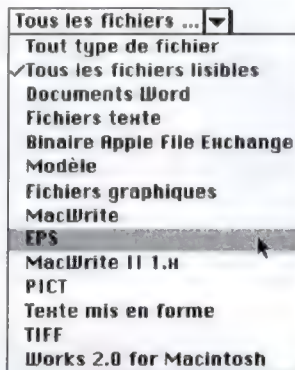 Tous les fichiers ...
Tout type de fichier
✓Tous les fichiers lisibles
Documents Word
Fichiers texte
Binaire Apple File Exchange
Modèle
Fichiers graphiques
MacWrite
EPS
MacWrite II 1.x
PICT
Texte mis en forme
TIFF
Works 2.0 for Macintosh